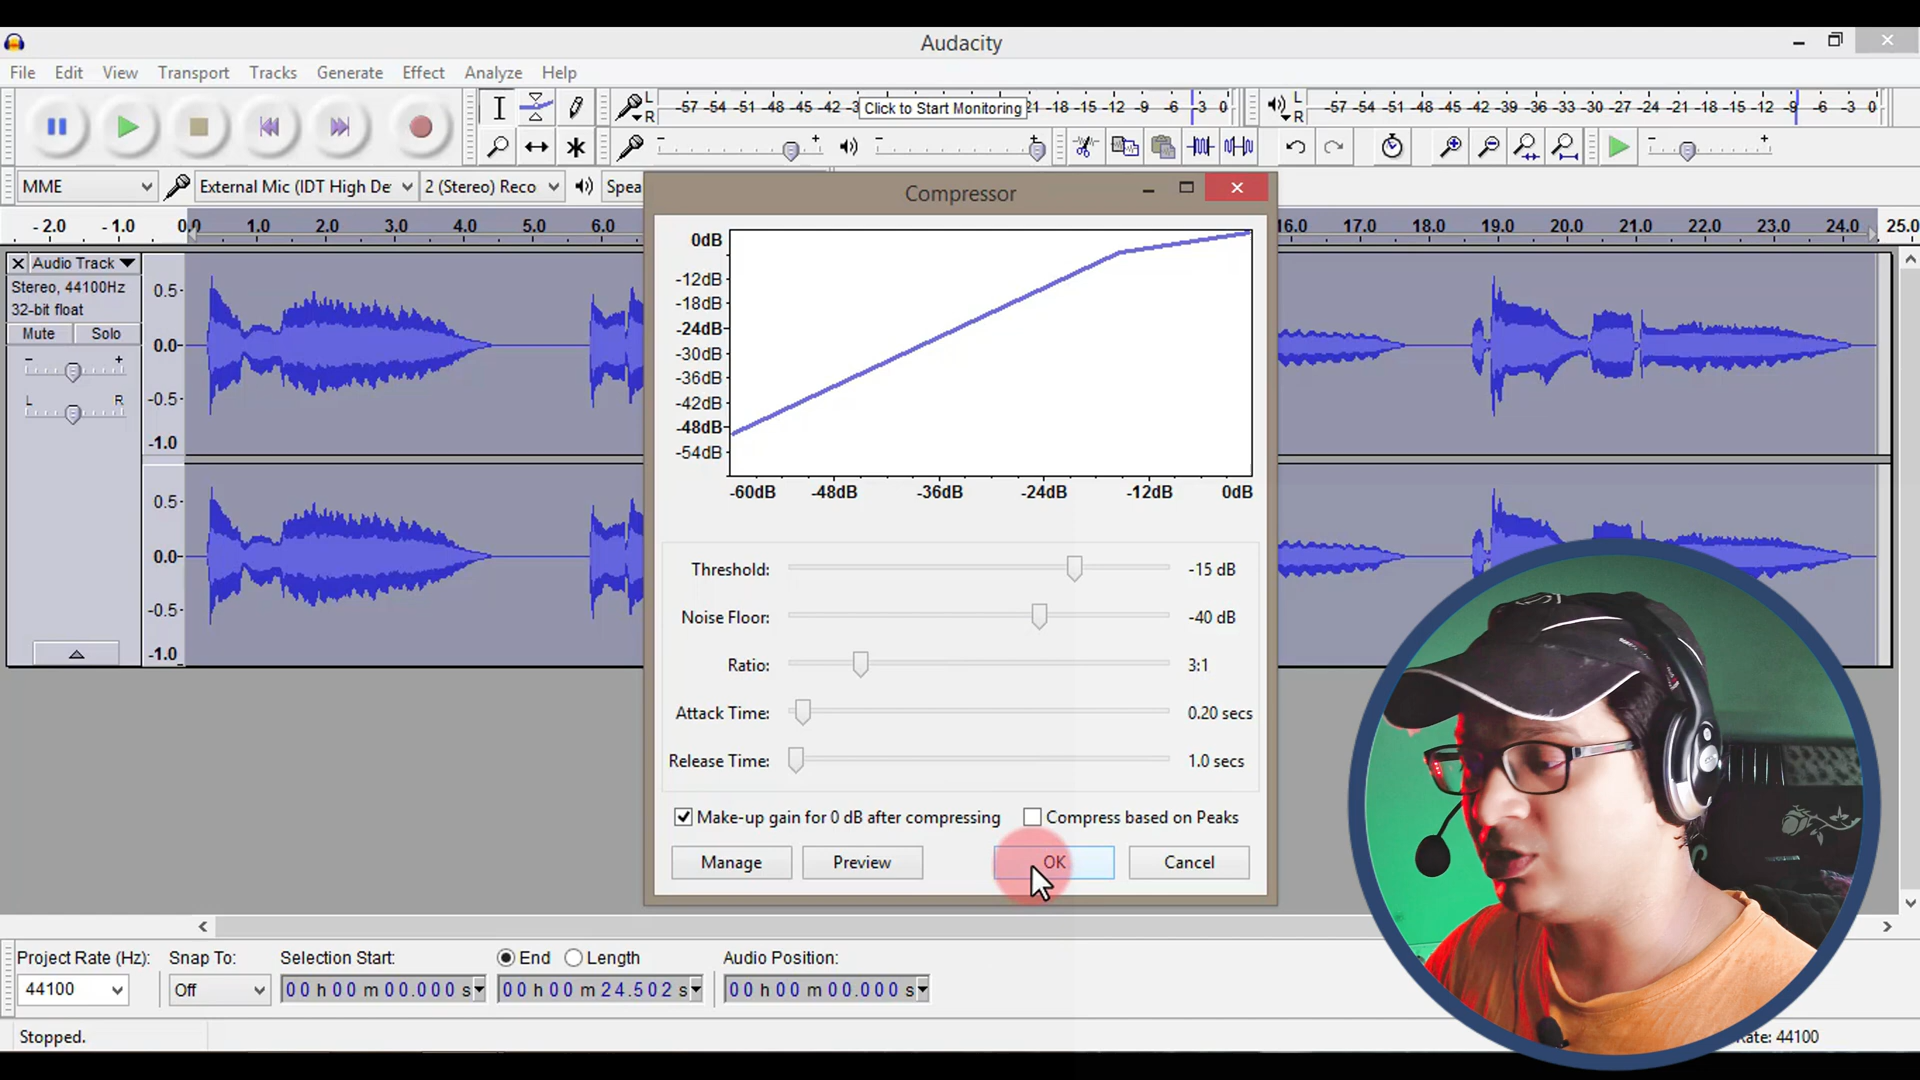 Audacity
File Edit View Transport Tracks Generate Effect Analyze Help
L
R
-57 -54 -51 -48 -45 -42 -3
Click to Start Monitoring
-21 -18 -15 -12 -9 -6 -3 0
L
R
-57 -54 -51 -48 -45 -42 -39 -36 -33 -30 -27 -24 -21 -18 -15 -12 -9 -6 -3 0
MME
External Mic (IDT High De
2 (Stereo) Reco
Spea
- 2.0 - 1.0 0.0 1.0 2.0 3.0 4.0 5.0 6.0 16.0 17.0 18.0 19.0 20.0 21.0 22.0 23.0 24.0 25.0
Audio Track
Stereo, 44100Hz
32-bit float
Mute Solo
- +
L R
0.5
0.0
-0.5
-1.0
0.5
0.0
-0.5
-1.0
Compressor
0dB
-12dB
-18dB
-24dB
-30dB
-36dB
-42dB
-48dB
-54dB
-60dB -48dB -36dB -24dB -12dB 0dB
Threshold: -15 dB
Noise Floor: -40 dB
Ratio: 3:1
Attack Time: 0.20 secs
Release Time: 1.0 secs
Make-up gain for 0 dB after compressing Compress based on Peaks
Manage Preview OK Cancel
Project Rate (Hz): Snap To: Selection Start: End Length Audio Position:
44100 Off 00 h 00 m 00.000 s 00 h 00 m 24.502 s 00 h 00 m 00.000 s
Stopped.
Rate: 44100